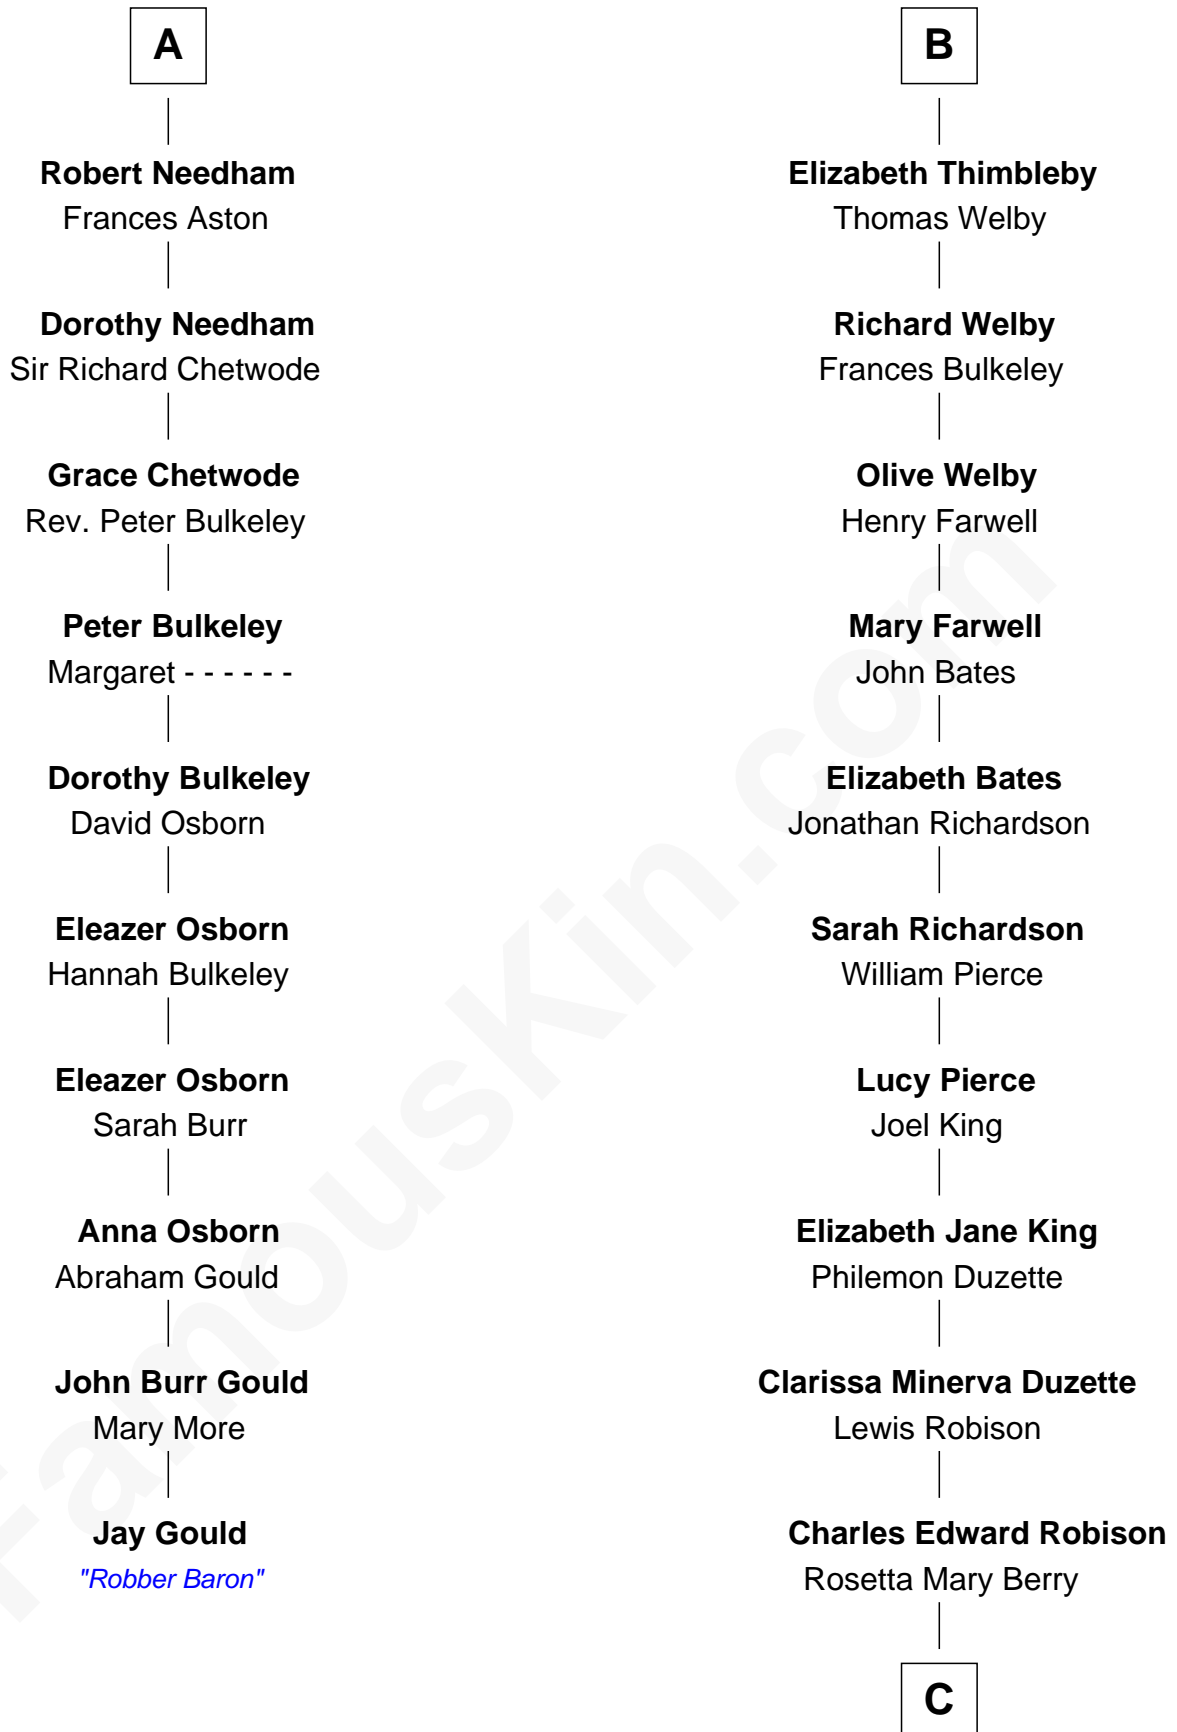 A
Robert Needham
Frances Aston
Dorothy Needham
Sir Richard Chetwode
Grace Chetwode
Rev. Peter Bulkeley
Peter Bulkeley
Margaret - - - - - -
Dorothy Bulkeley
David Osborn
Eleazer Osborn
Hannah Bulkeley
Eleazer Osborn
Sarah Burr
Anna Osborn
Abraham Gould
John Burr Gould
Mary More
Jay Gould
"Robber Baron"
B
Elizabeth Thimbleby
Thomas Welby
Richard Welby
Frances Bulkeley
Olive Welby
Henry Farwell
Mary Farwell
John Bates
Elizabeth Bates
Jonathan Richardson
Sarah Richardson
William Pierce
Lucy Pierce
Joel King
Elizabeth Jane King
Philemon Duzette
Clarissa Minerva Duzette
Lewis Robison
Charles Edward Robison
Rosetta Mary Berry
C
FamousKin.com